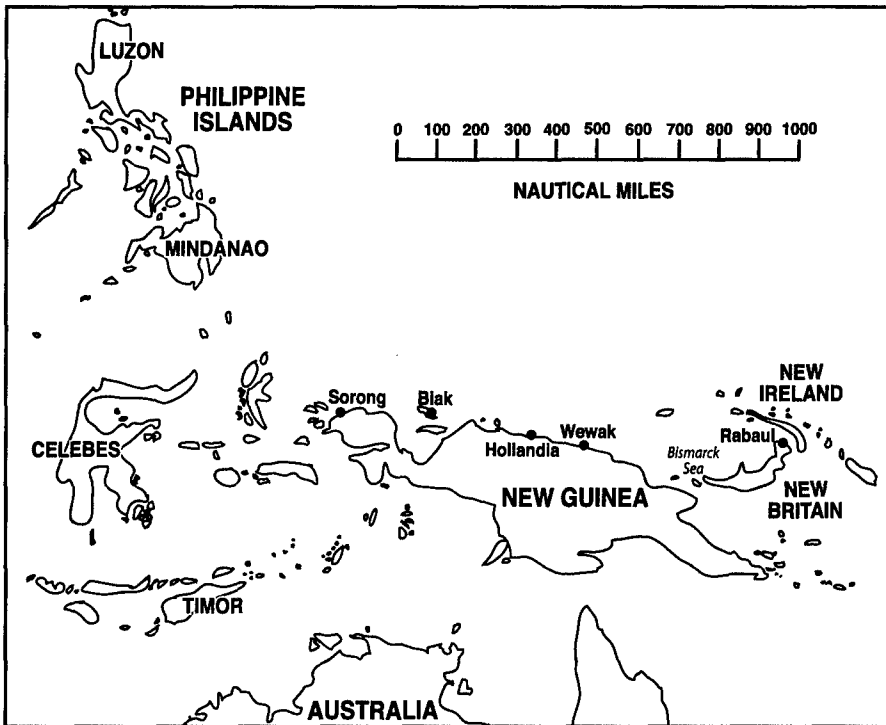 LUZON
PHILIPPINE
ISLANDS
0 100 200 300 400 500 600 700 800 900 1000
NAUTICAL MILES
MINDANAO
Sorong
Biak
NEW
IRELAND
CELEBES
Hollandia
Wewak
Rabaul
Bismarck
Sea
NEW GUINEA
NEW
BRITAIN
TIMOR
AUSTRALIA